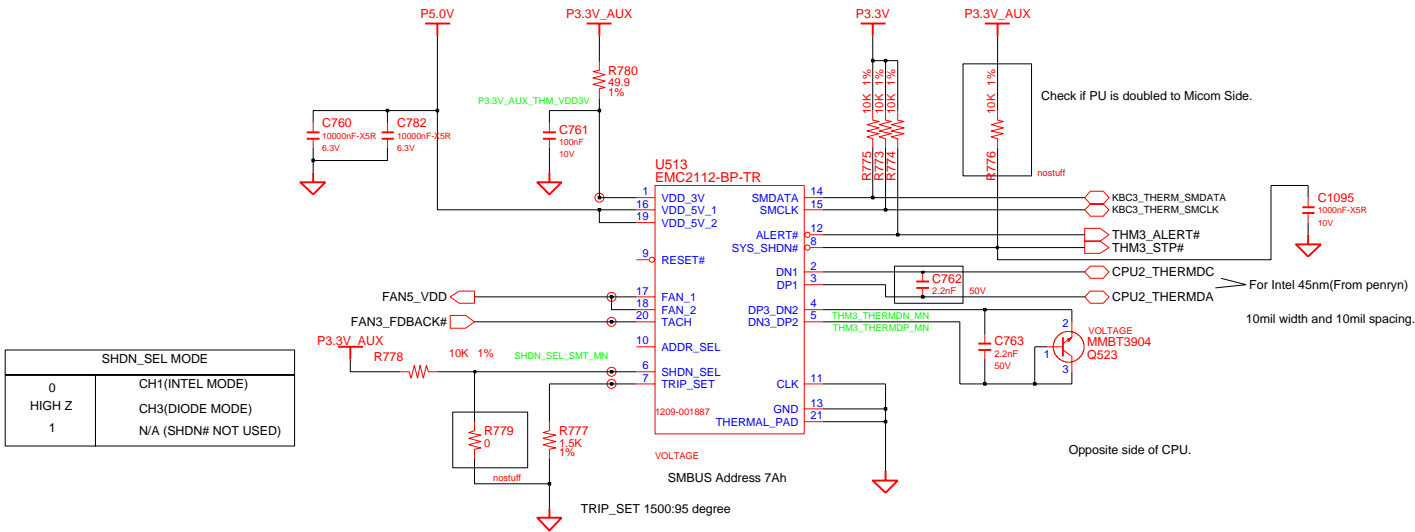 P5.0V
P3.3V_AUX
P3.3V
P3.3V_AUX
R780
49.9
1%
P3.3V_AUX_THM_VDD3V
C760
10000nF-X5R
6.3V
C782
10000nF-X5R
6.3V
C761
100nF
10V
10K 1%
10K 1%
10K 1%
R775
R773
R774
10K 1%
R776
nostuff
Check if PU is doubled to Micom Side.
U513
EMC2112-BP-TR
1 VDD_3V
16 VDD_5V_1
19 VDD_5V_2
9 RESET#
17 FAN_1
18 FAN_2
20 TACH
10 ADDR_SEL
6 SHDN_SEL
7 TRIP_SET
SMDATA 14
SMCLK 15
ALERT# 12
SYS_SHDN# 8
DN1 2
DP1 3
DP3_DN2 4
DN3_DP2 5
CLK 11
GND 13
THERMAL_PAD 21
1209-001887
VOLTAGE
KBC3_THERM_SMDATA
KBC3_THERM_SMCLK
THM3_ALERT#
THM3_STP#
C1095
1000nF-X5R
10V
C762
2.2nF 50V
CPU2_THERMDC
CPU2_THERMDA
For Intel 45nm(From penryn)
10mil width and 10mil spacing.
THM3_THERMDN_MN
THM3_THERMDP_MN
C763
2.2nF
50V
2
1
3
VOLTAGE
MMBT3904
Q523
FAN5_VDD
FAN3_FDBACK#
P3.3V_AUX
R778
10K 1%
SHDN_SEL_SMT_MN
R779
0
nostuff
R777
1.5K
1%
SHDN_SEL MODE
0 CH1(INTEL MODE)
HIGH Z CH3(DIODE MODE)
1 N/A (SHDN# NOT USED)
SMBUS Address 7Ah
TRIP_SET 1500:95 degree
Opposite side of CPU.